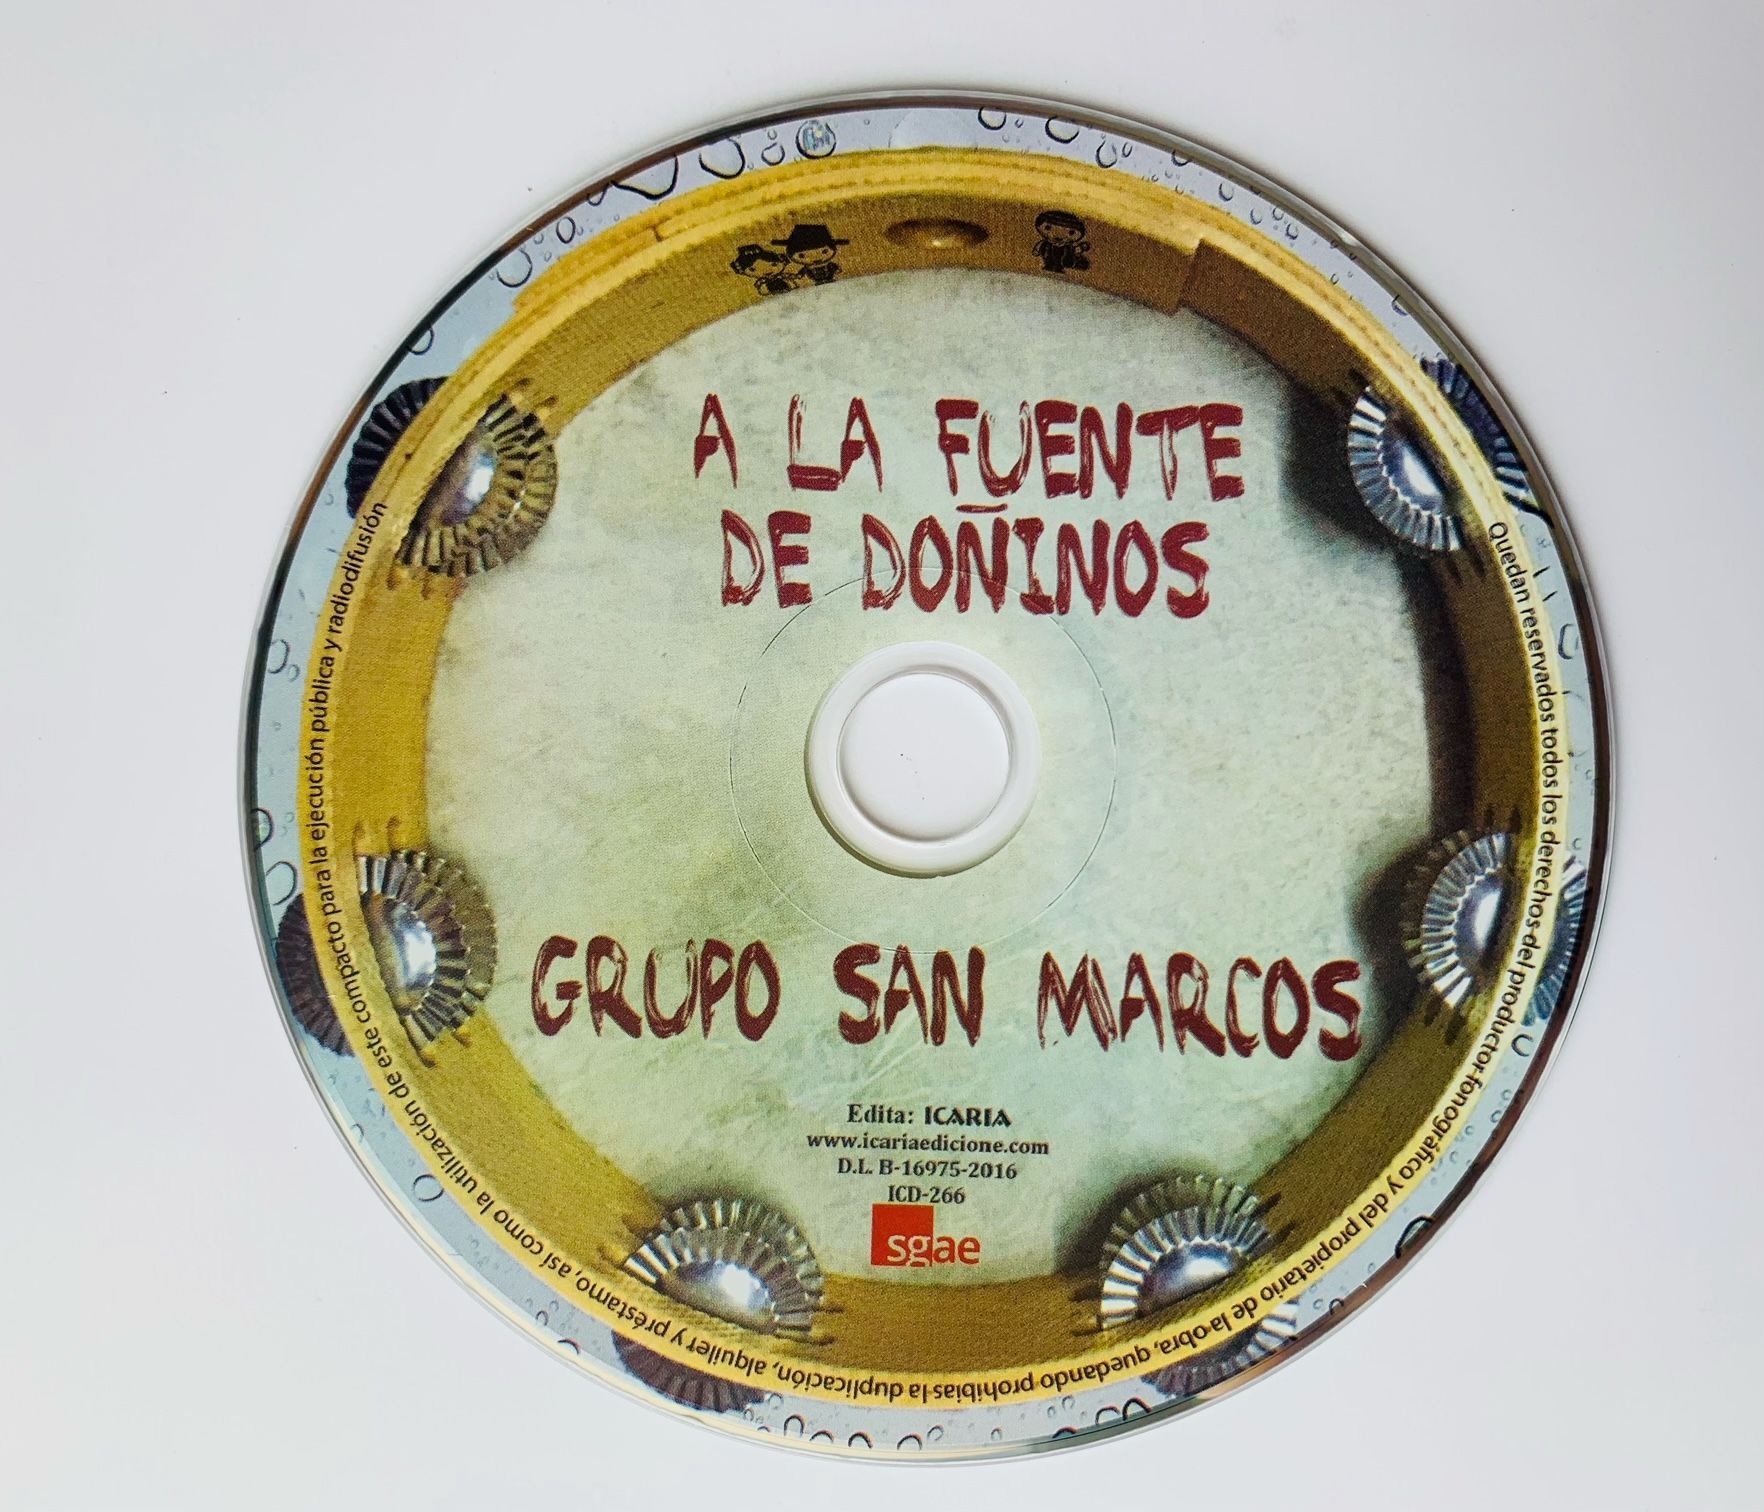 A LA FUENTE
DE DOÑINOS
GRUPO SAN MARCOS
Edita: ICARIA
www.icariaedicione.com
D.L. B-16975-2016
ICD-266
sgae
Quedan reservados todos los derechos del productor fonográfico y del propietario de la obra, quedando prohibias la duplicación, alquiler y préstamo, así como la utilización de este compacto para la ejecución pública y radiodifusión